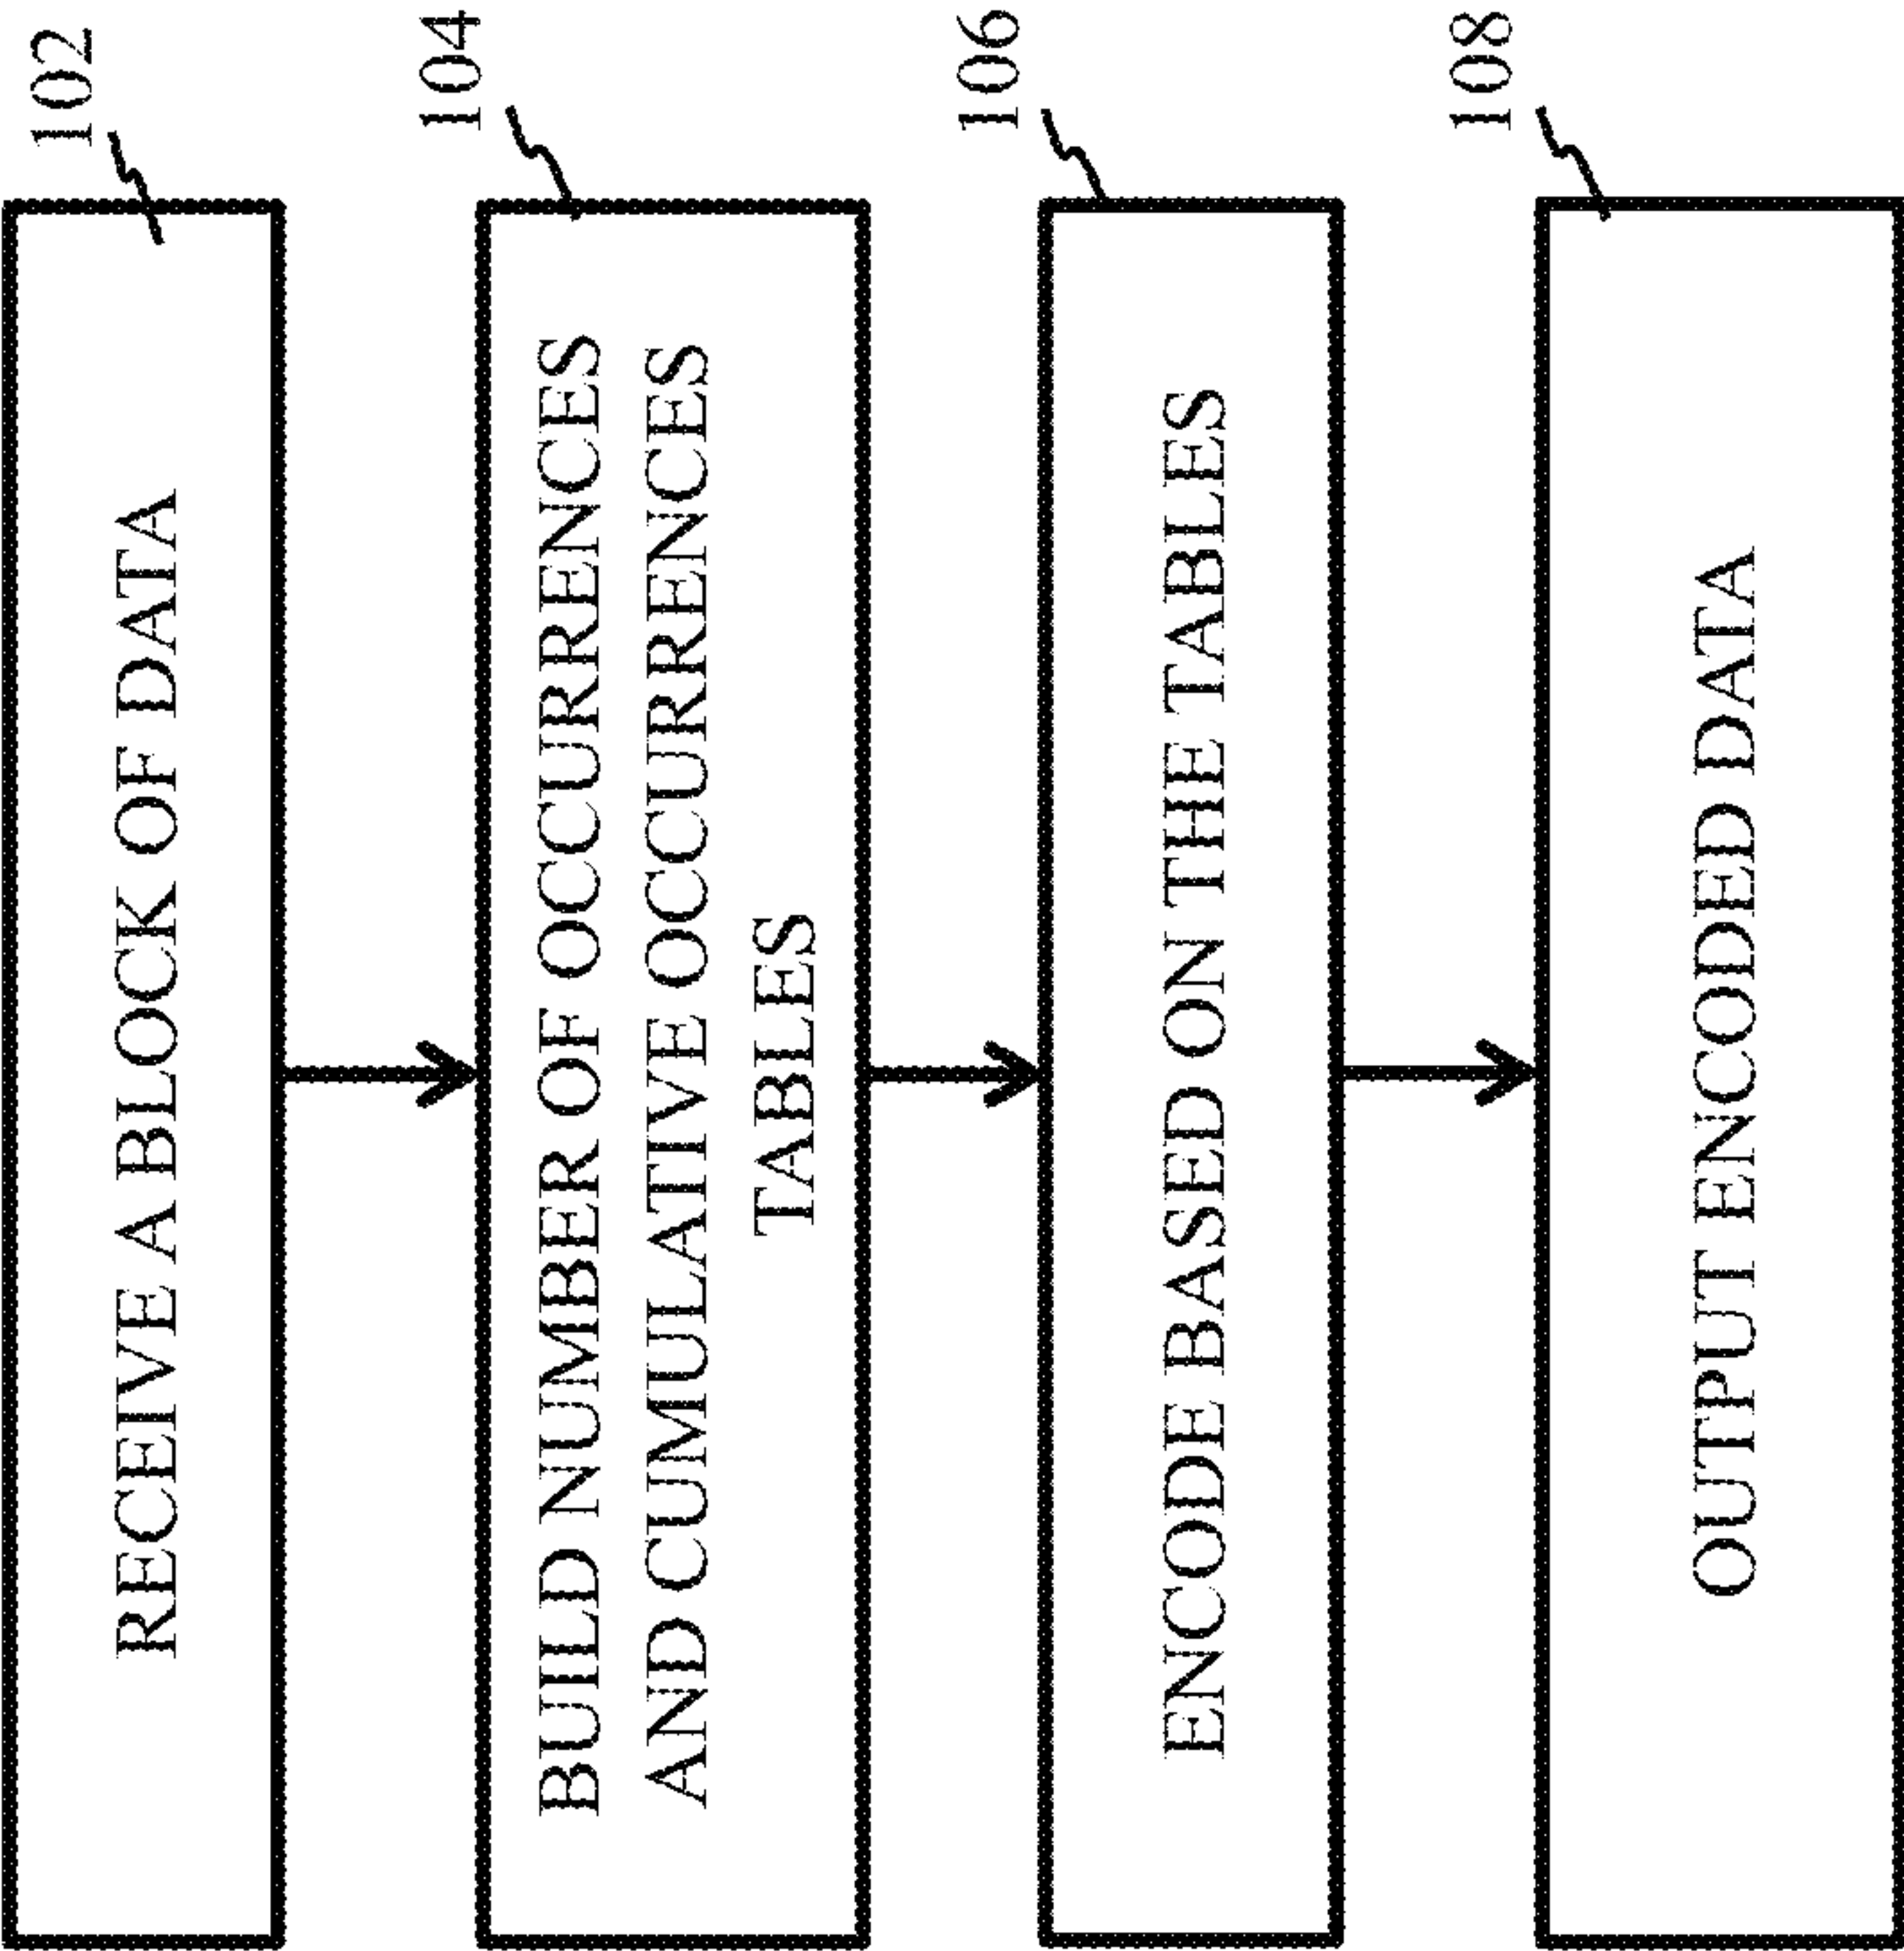 102
RECEIVE A BLOCK OF DATA
104
BUILD NUMBER OF OCCURRENCES
AND CUMULATIVE OCCURRENCES
TABLES
106
ENCODE BASED ON THE TABLES
108
OUTPUT ENCODED DATA